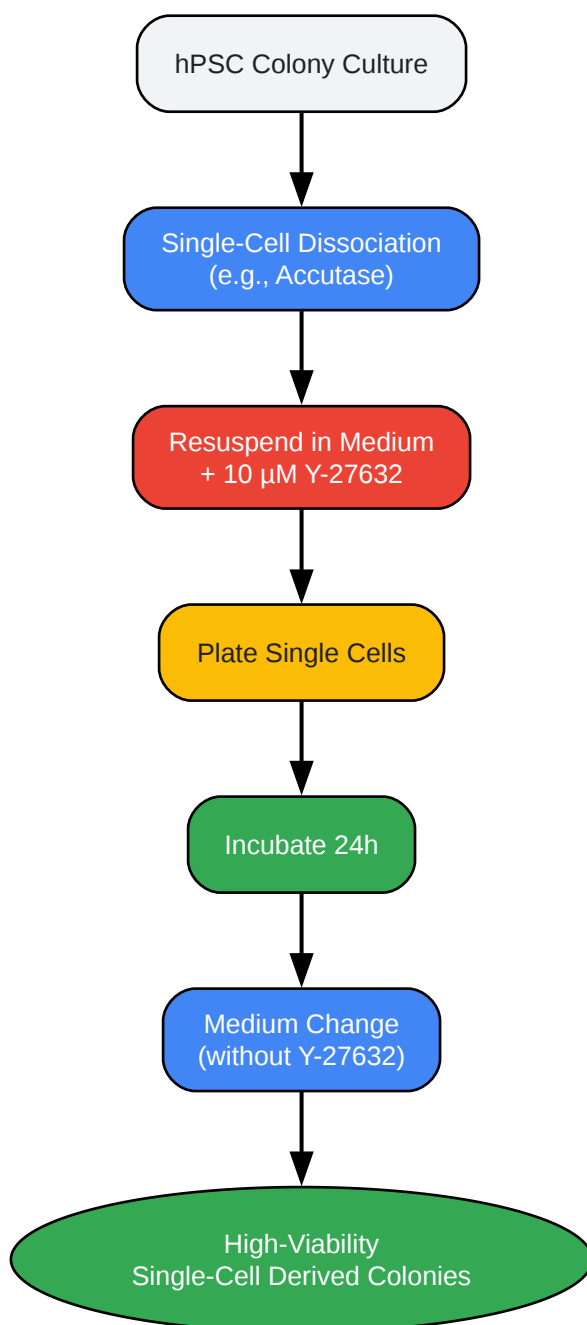 hPSC Colony Culture
Single-Cell Dissociation
(e.g., Accutase)
Resuspend in Medium
+ 10 µM Y-27632
Plate Single Cells
Incubate 24h
Medium Change
(without Y-27632)
High-Viability
Single-Cell Derived Colonies